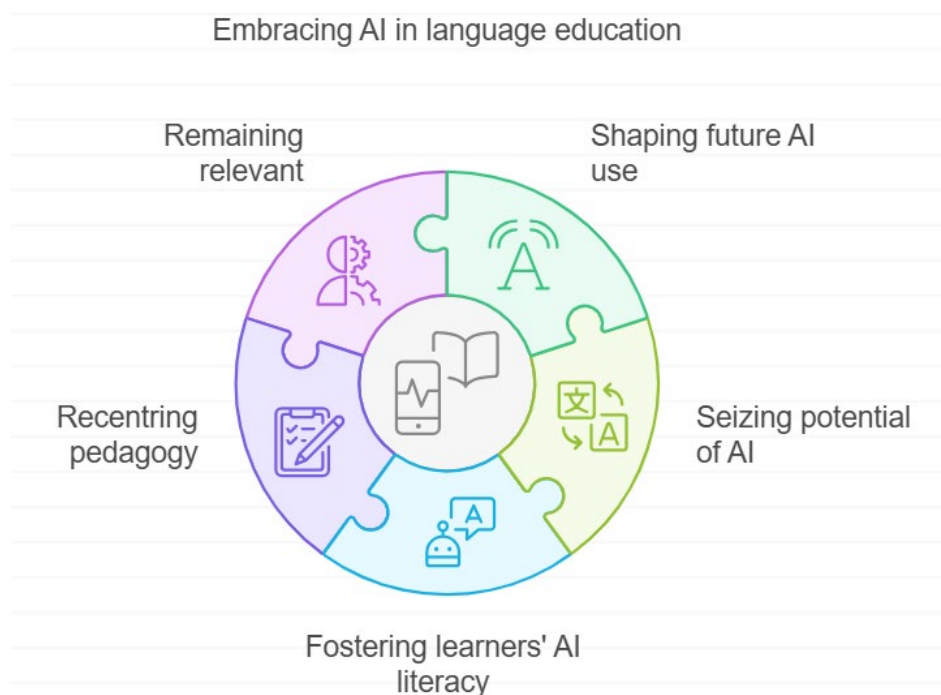 Embracing AI in language education
Remaining
relevant
Shaping future AI
use
Recentring
pedagogy
文
A
Seizing potential
of AI
A
A
Fostering learners' AI
literacy